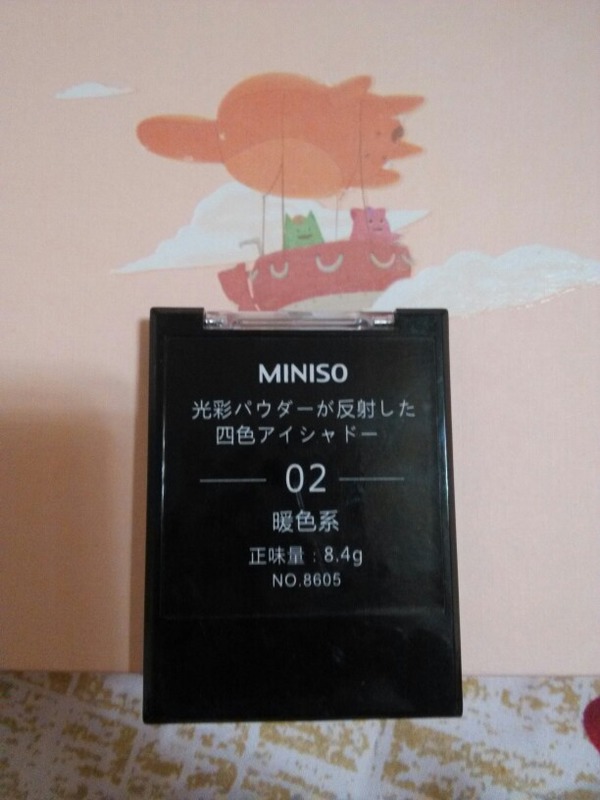 MINISO
光彩パウダーが反射した
四色アイシャドー
02
暖色系
正味量：8.4g
NO.8605